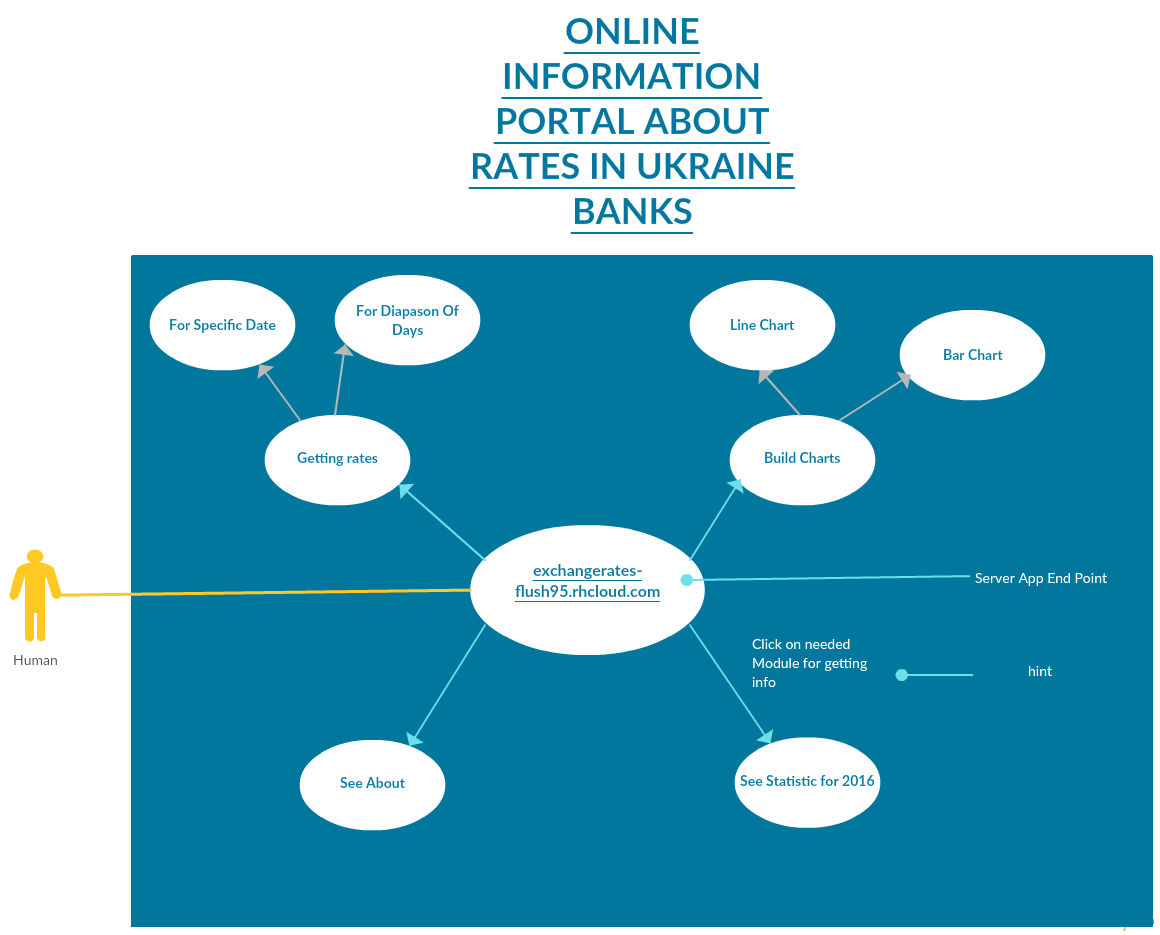 ONLINE
INFORMATION
PORTAL ABOUT
RATES IN UKRAINE
BANKS
For Specific Date
For Diapason Of
Days
Line Chart
Bar Chart
Getting rates
Build Charts
exchangerates-
flush95.rhcloud.com
Server App End Point
Human
Click on needed
Module for getting
info
hint
See About
See Statistic for 2016